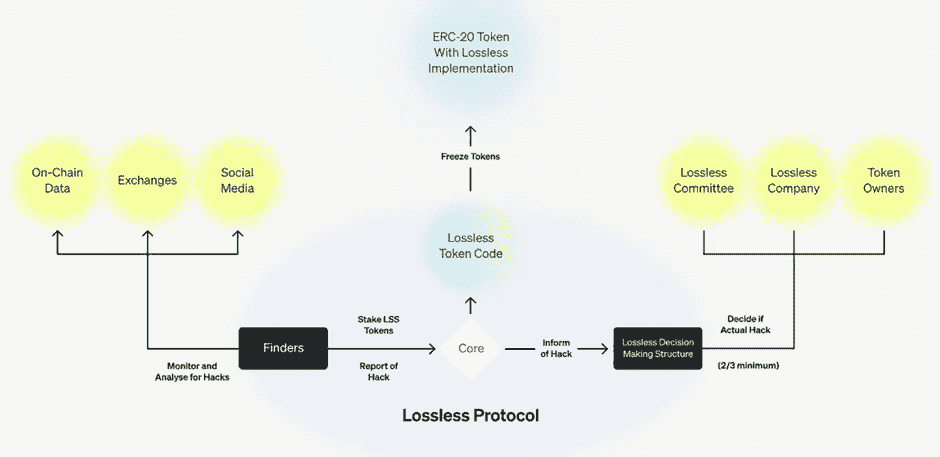 ERC-20 Token
With Lossless
Implementation
Freeze Tokens
On-Chain
Data
Exchanges
Social
Media
Lossless
Committee
Lossless
Company
Token
Owners
Lossless
Token Code
Finders
Monitor and
Analyse for Hacks
Stake LSS
Tokens
Report of
Hack
Core
Inform
of Hack
Lossless Decision
Making Structure
Decide if
Actual Hack
(2/3 minimum)
Lossless Protocol